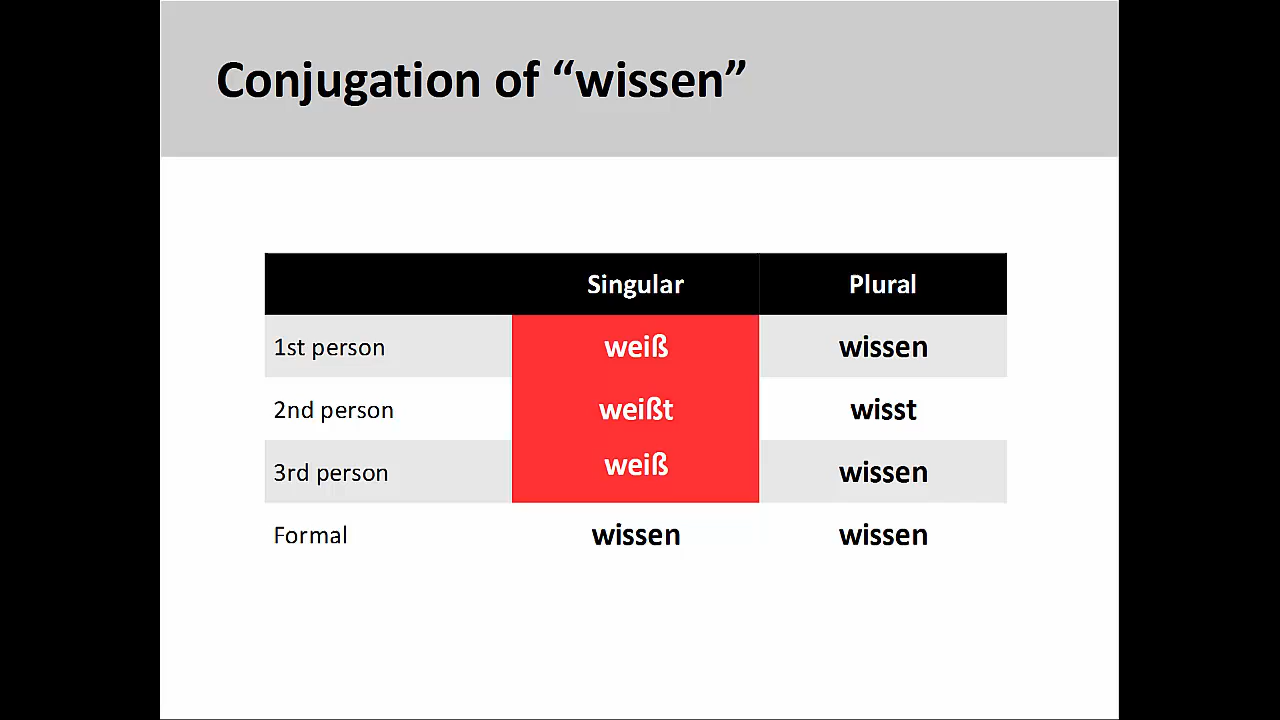 Conjugation of “wissen”
Singular Plural
1st person weiß wissen
2nd person weißt wisst
3rd person weiß wissen
Formal wissen wissen